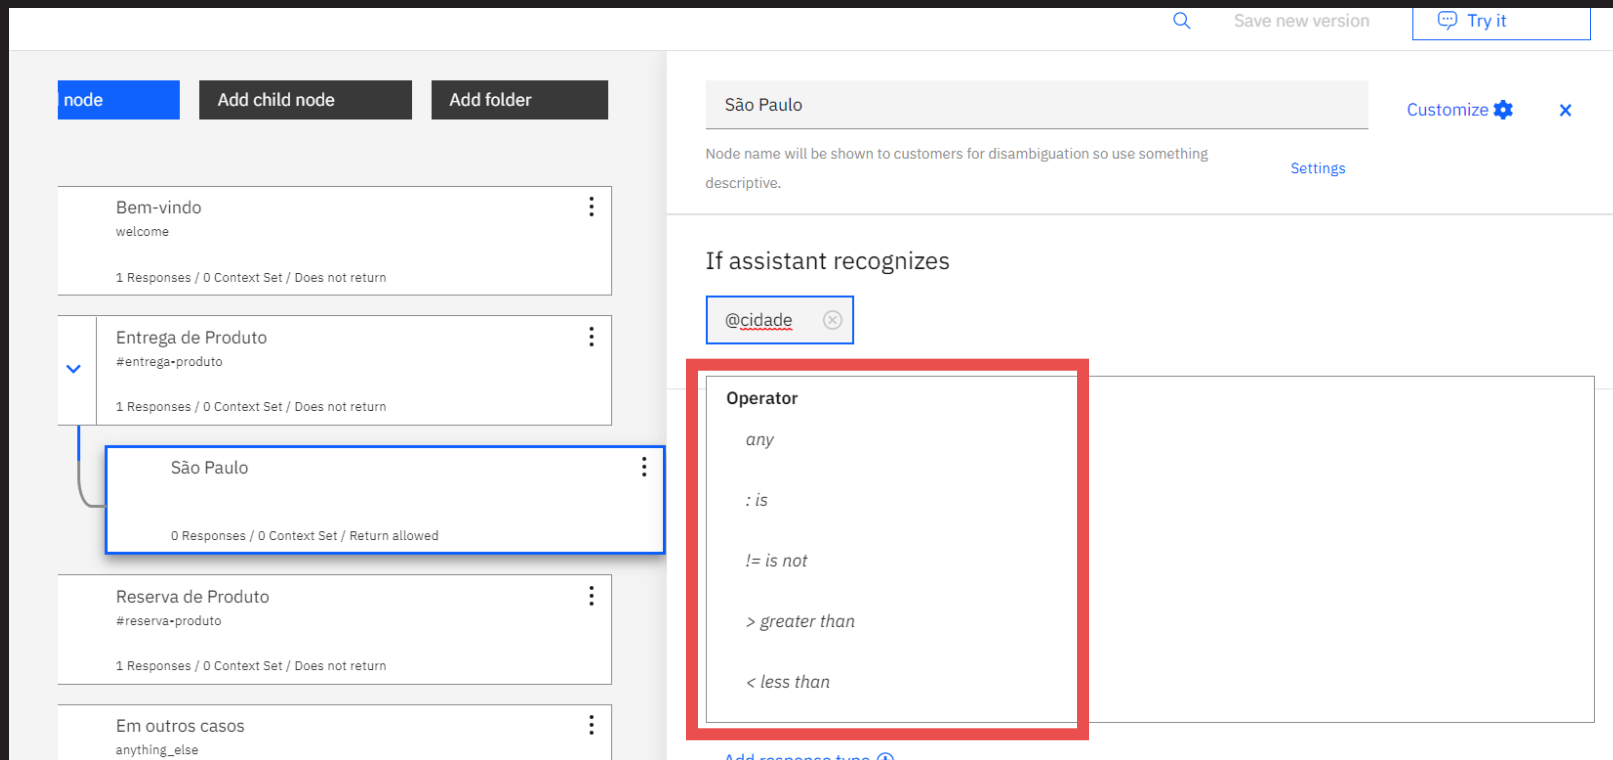 Save new version
Try it
node
Add child node
Add folder
São Paulo
Customize
Node name will be shown to customers for disambiguation so use something
descriptive.
Settings
Bem-vindo
welcome
1 Responses / 0 Context Set / Does not return
Entrega de Produto
#entrega-produto
1 Responses / 0 Context Set / Does not return
São Paulo
0 Responses / 0 Context Set / Return allowed
Reserva de Produto
#reserva-produto
1 Responses / 0 Context Set / Does not return
Em outros casos
anything_else
If assistant recognizes
@cidade
Operator
any
: is
!= is not
> greater than
< less than
Add response type